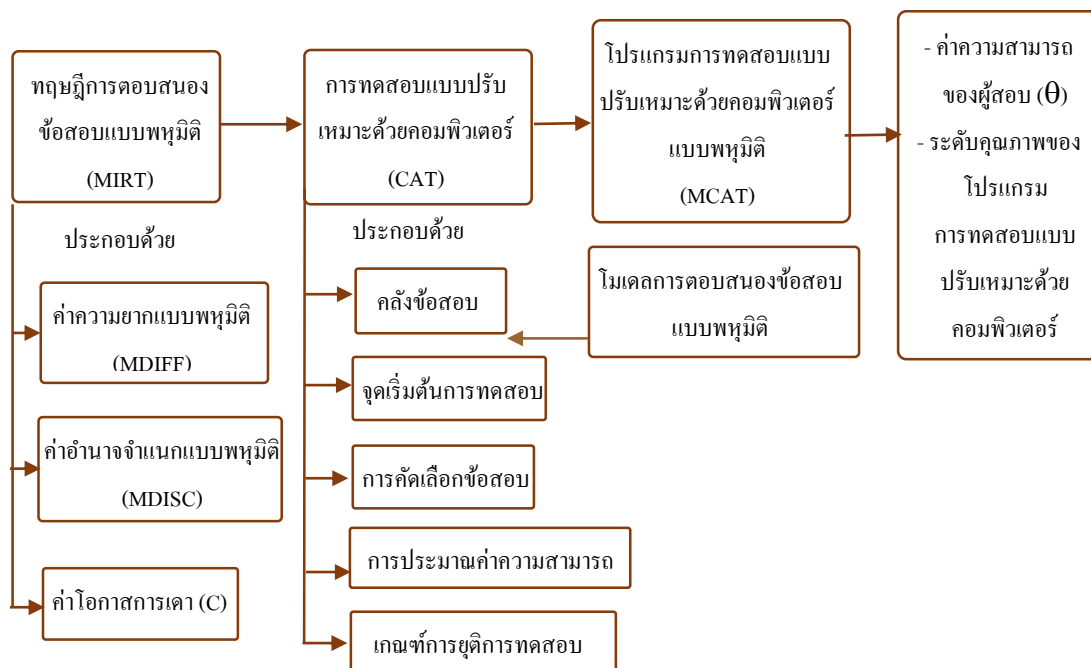 ทฤษฎีการตอบสนอง
ข้อสอบแบบพหุมิติ
(MIRT)
การทดสอบแบบปรับ
เหมาะด้วยคอมพิวเตอร์
(CAT)
โปรแกรมการทดสอบแบบ
ปรับเหมาะด้วยคอมพิวเตอร์
แบบพหุมิติ
(MCAT)
- ค่าความสามารถ
ของผู้สอบ (θ)
- ระดับคุณภาพของ
โปรแกรม
การทดสอบแบบ
ปรับเหมาะด้วย
คอมพิวเตอร์
ประกอบด้วย
ค่าความยากแบบพหุมิติ
(MDIFF)
ค่าอำนาจจำแนกแบบพหุมิติ
(MDISC)
ค่าโอกาสการเดา (C)
ประกอบด้วย
คลังข้อสอบ
โมเดลการตอบสนองข้อสอบ
แบบพหุมิติ
จุดเริ่มต้นการทดสอบ
การคัดเลือกข้อสอบ
การประมาณค่าความสามารถ
เกณฑ์การยุติการทดสอบ